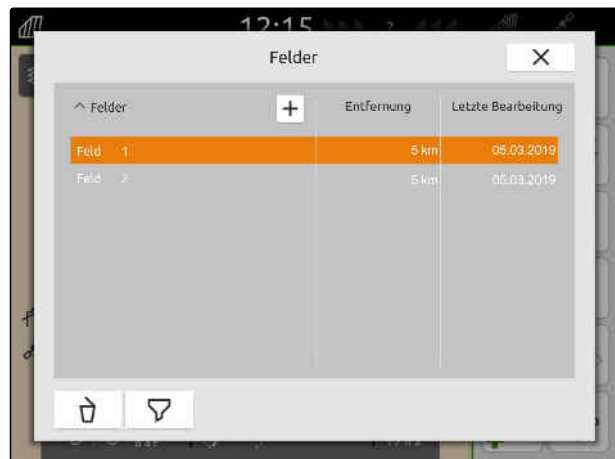 12:15
Felder
Felder Entfernung Letzte Bearbeitung
Feld 1 5 km 05.03.2019
Feld 2 5 km 05.03.2019